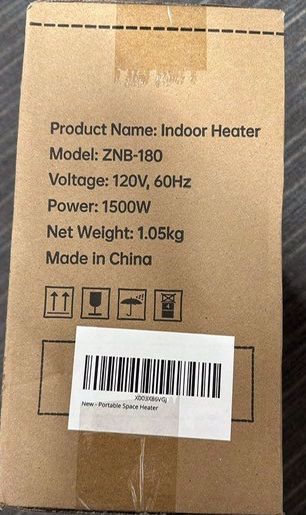 Product Name: Indoor Heater
Model: ZNB-180
Voltage: 120V, 60Hz
Power: 1500W
Net Weight: 1.05kg
Made in China
X003XB6VGJ
New - Portable Space Heater